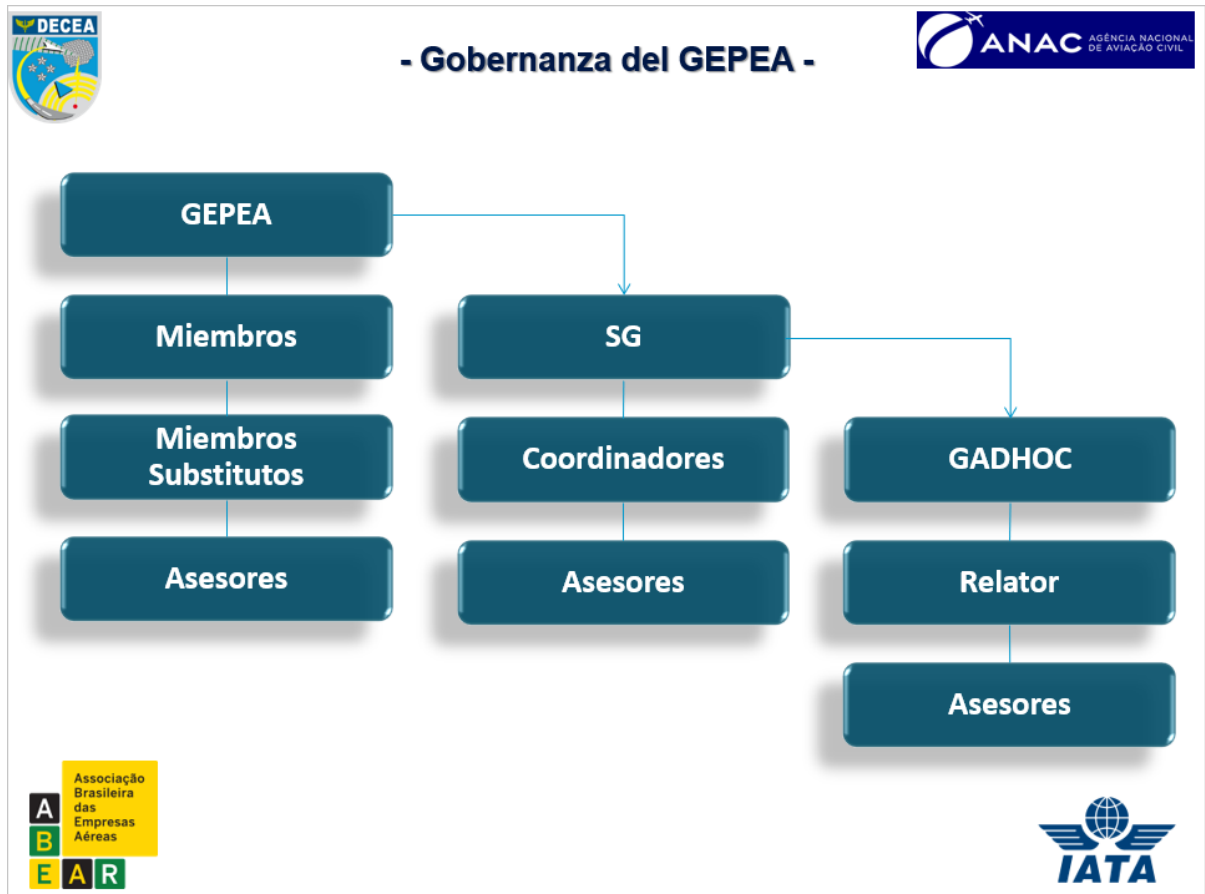 DECEA
- Gobernanza del GEPEA -
ANAC
AGÊNCIA NACIONAL
DE AVIAÇÃO CIVIL
GEPEA
Miembros
Miembros
Substitutos
Asesores
SG
Coordinadores
Asesores
GADHOC
Relator
Asesores
Associação
Brasileira
das
Empresas
Aéreas
A
B
E A R
IATA